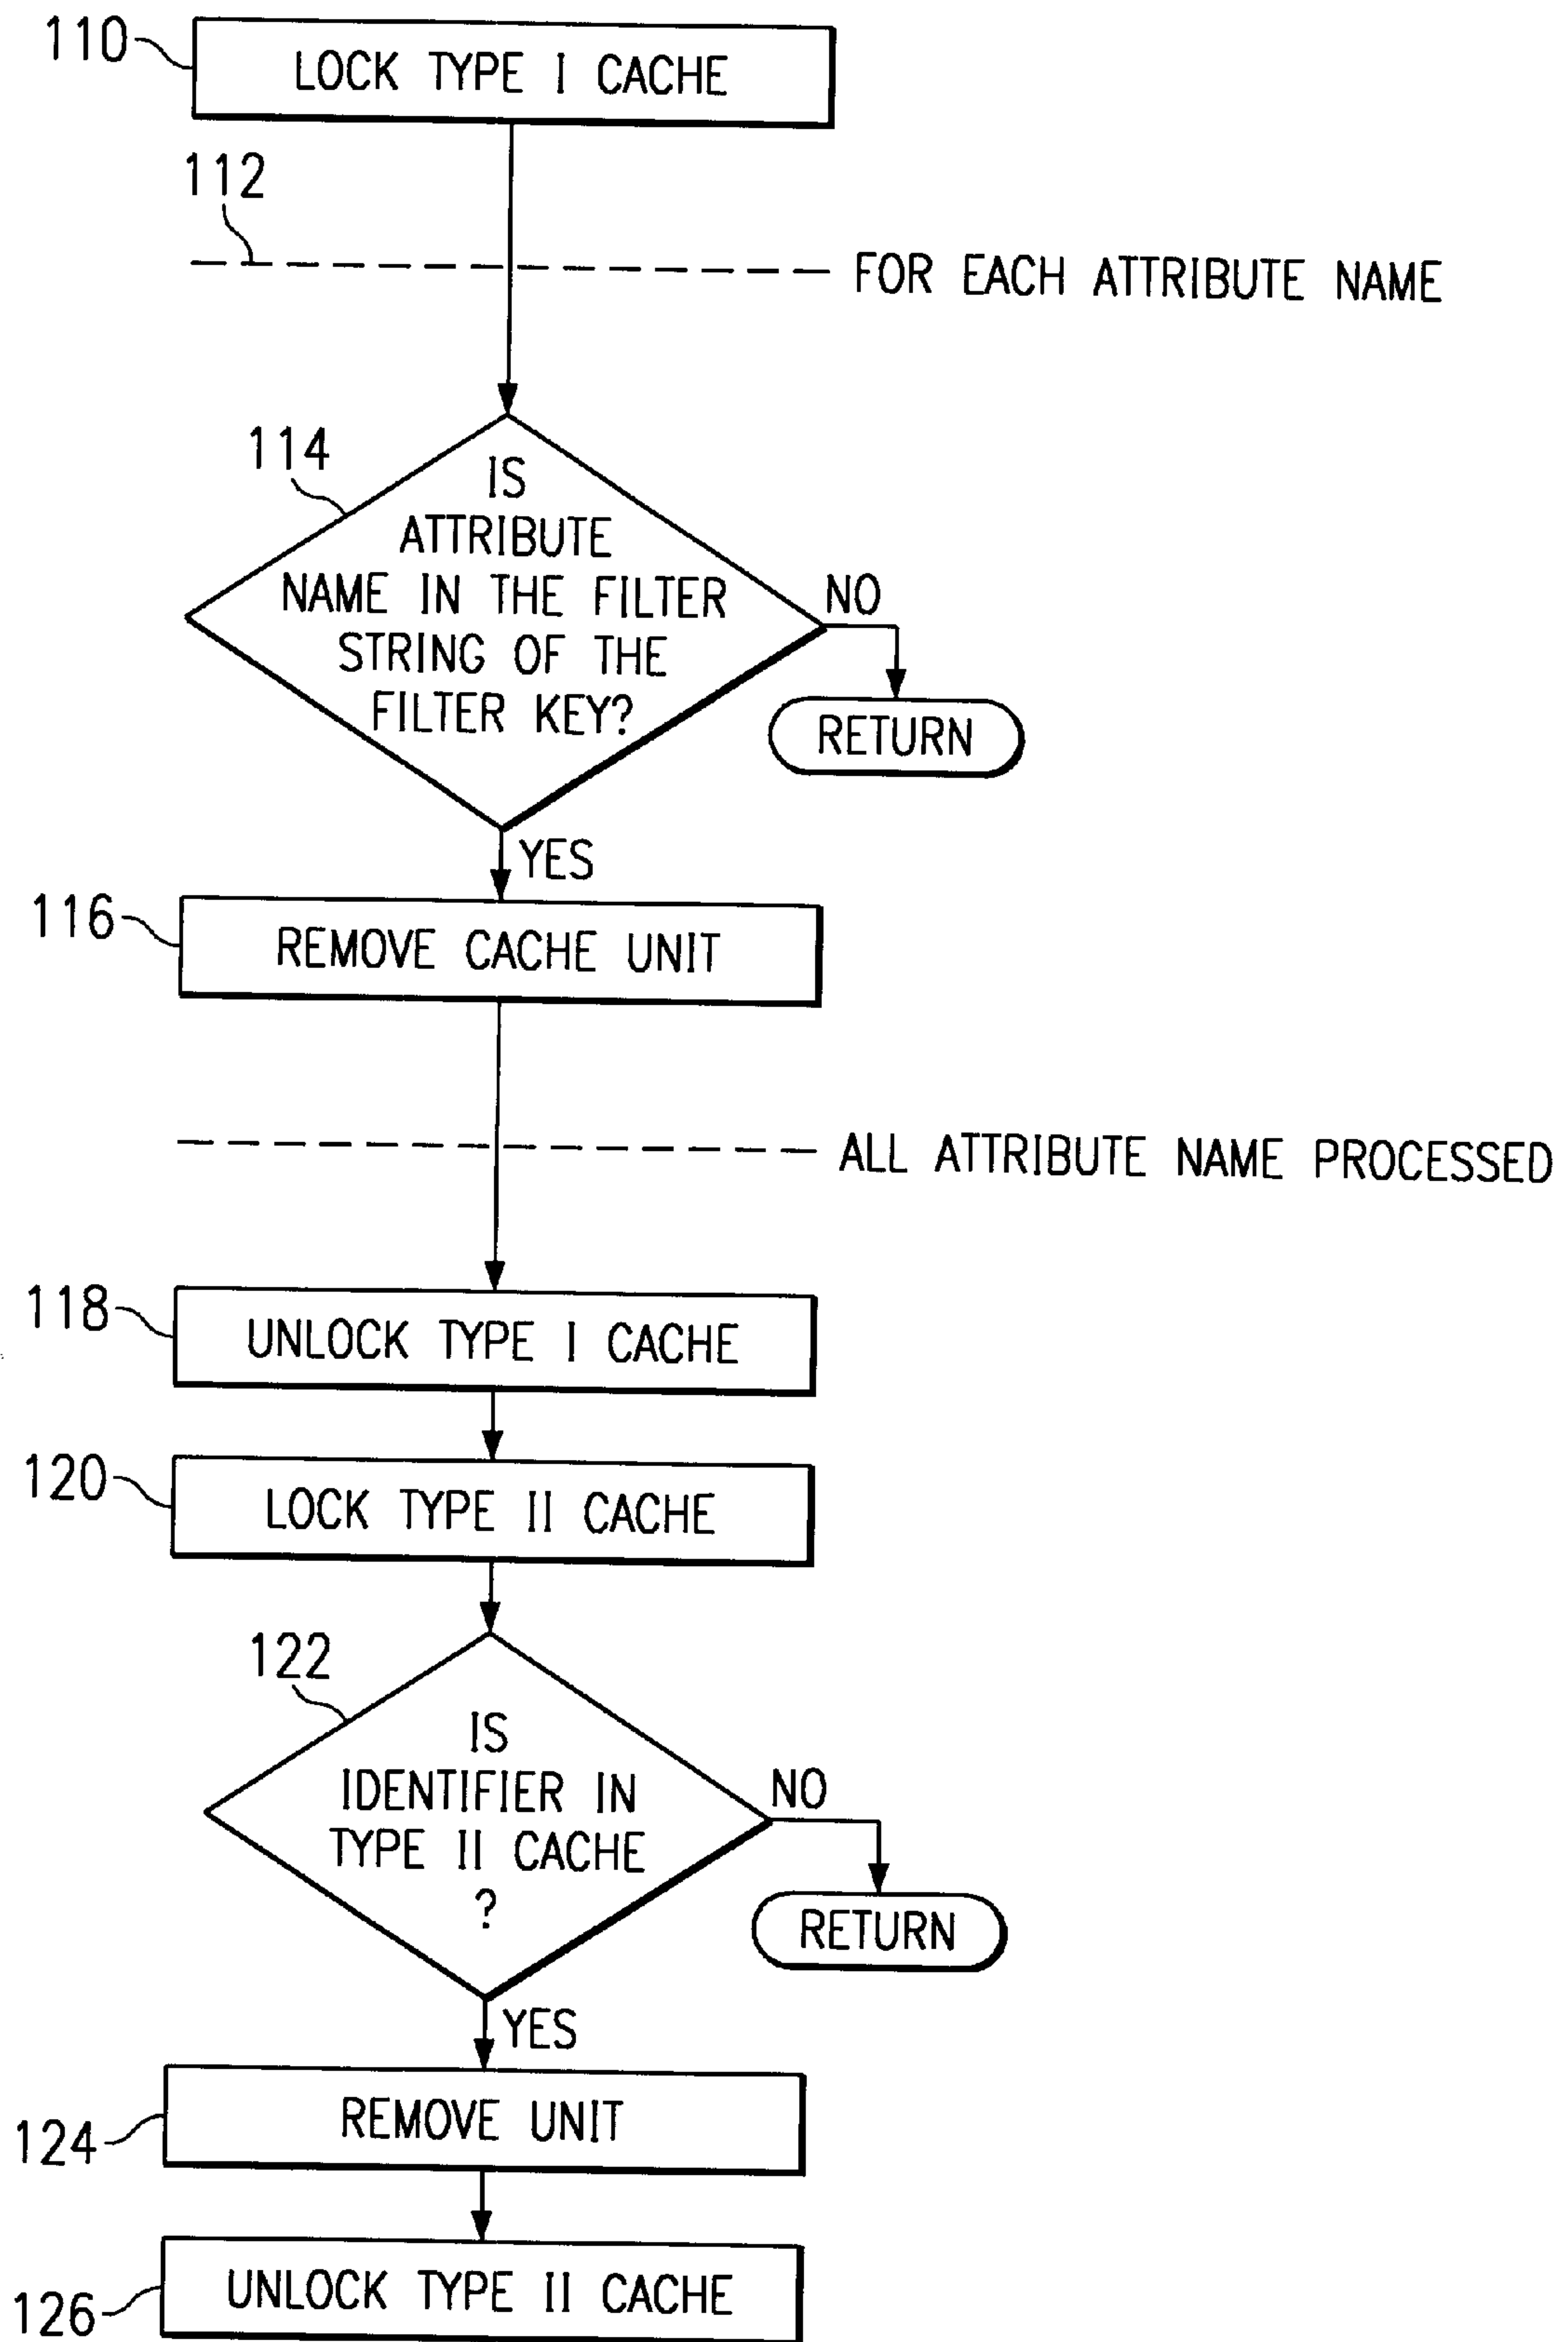 110
LOCK TYPE I CACHE
112
FOR EACH ATTRIBUTE NAME
114
IS
ATTRIBUTE
NAME IN THE FILTER
STRING OF THE
FILTER KEY?
NO
RETURN
YES
116
REMOVE CACHE UNIT
ALL ATTRIBUTE NAME PROCESSED
118
UNLOCK TYPE I CACHE
120
LOCK TYPE II CACHE
122
IS
IDENTIFIER IN
TYPE II CACHE
?
NO
RETURN
YES
124
REMOVE UNIT
126
UNLOCK TYPE II CACHE